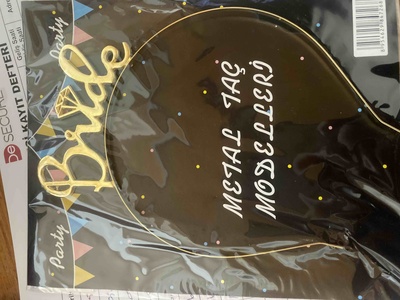 Bride
Party
Party
METAL TAÇ
MODELLERİ
SECURE
KAYIT DEFTERİ